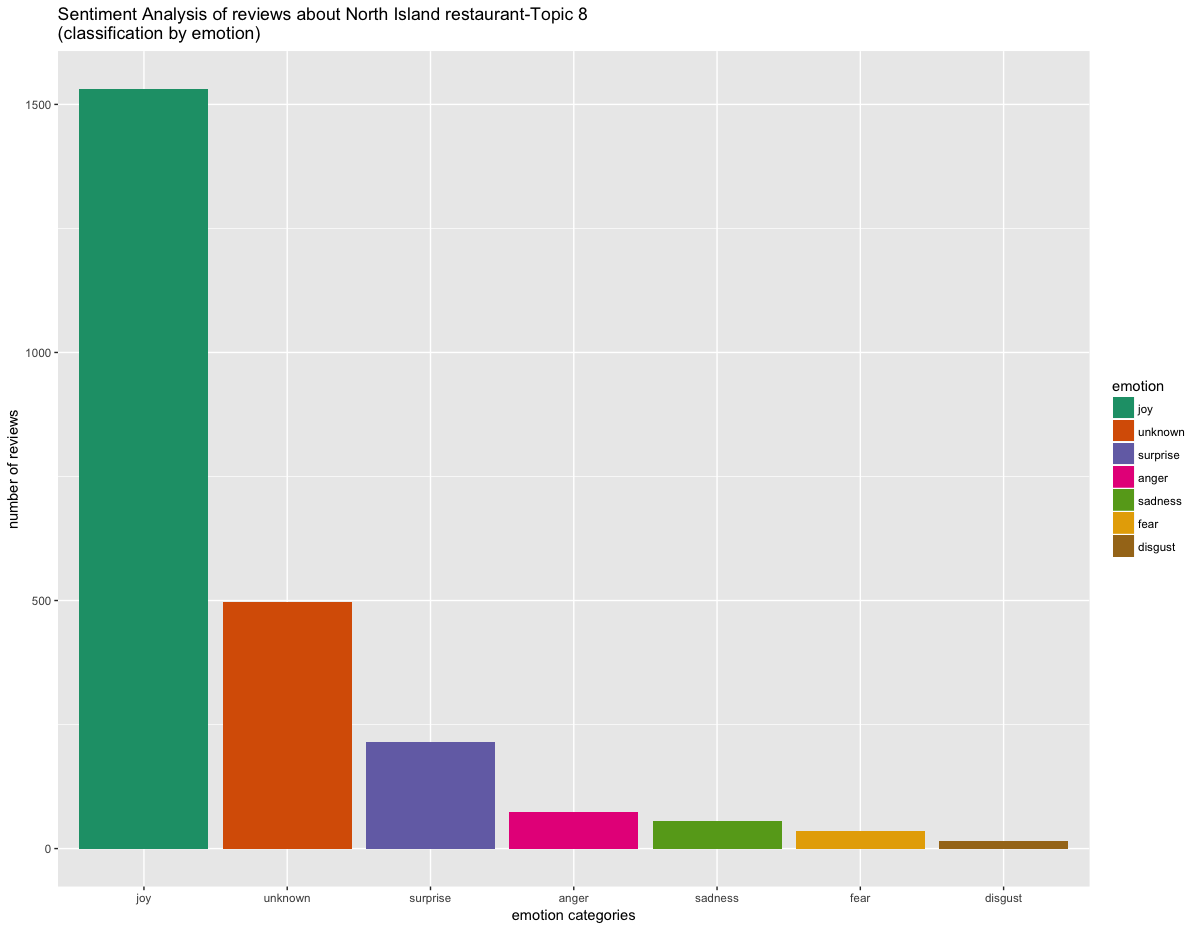 Sentiment Analysis of reviews about North Island restaurant-Topic 8
(classification by emotion)
1500
1000
500
0
number of reviews
joy
unknown
surprise
anger
sadness
fear
disgust
emotion categories
emotion
joy
unknown
surprise
anger
sadness
fear
disgust